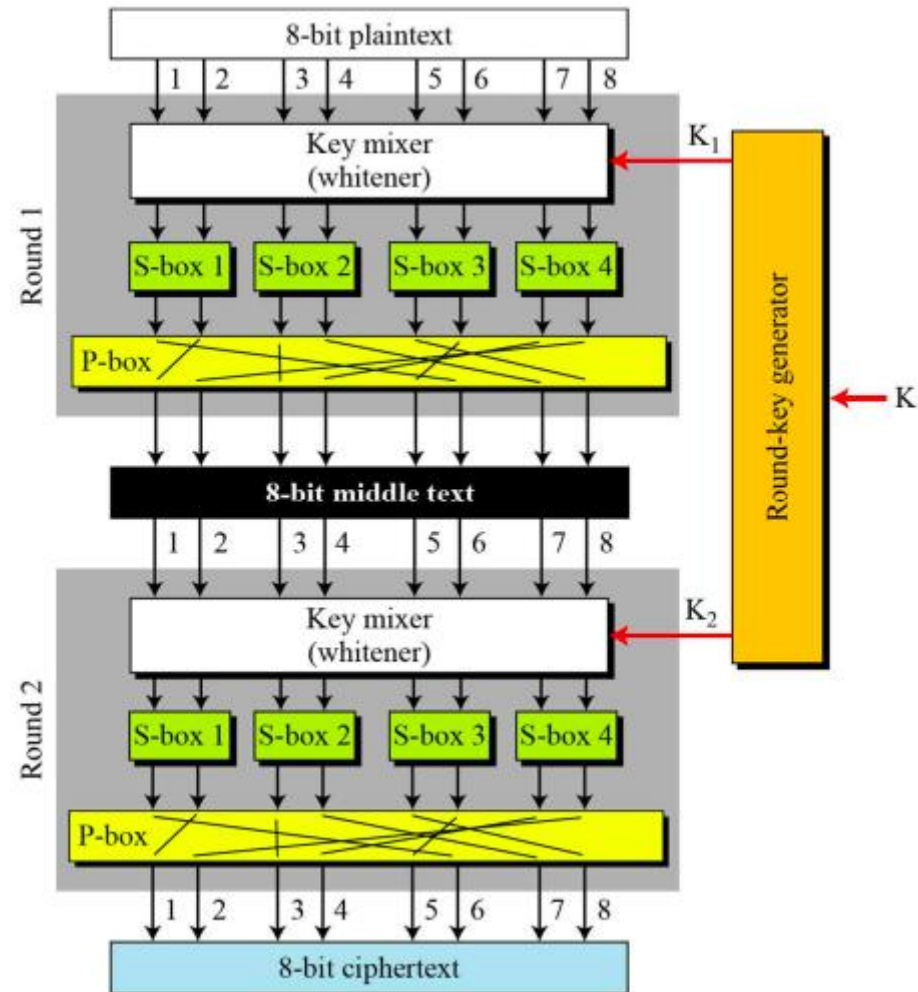 8-bit plaintext
1 2 3 4 5 6 7 8
Key mixer
(whitener)
K₁
Round 1
S-box 1 S-box 2 S-box 3 S-box 4
P-box
Round-key generator
K
8-bit middle text
1 2 3 4 5 6 7 8
Key mixer
(whitener)
K₂
Round 2
S-box 1 S-box 2 S-box 3 S-box 4
P-box
1 2 3 4 5 6 7 8
8-bit ciphertext